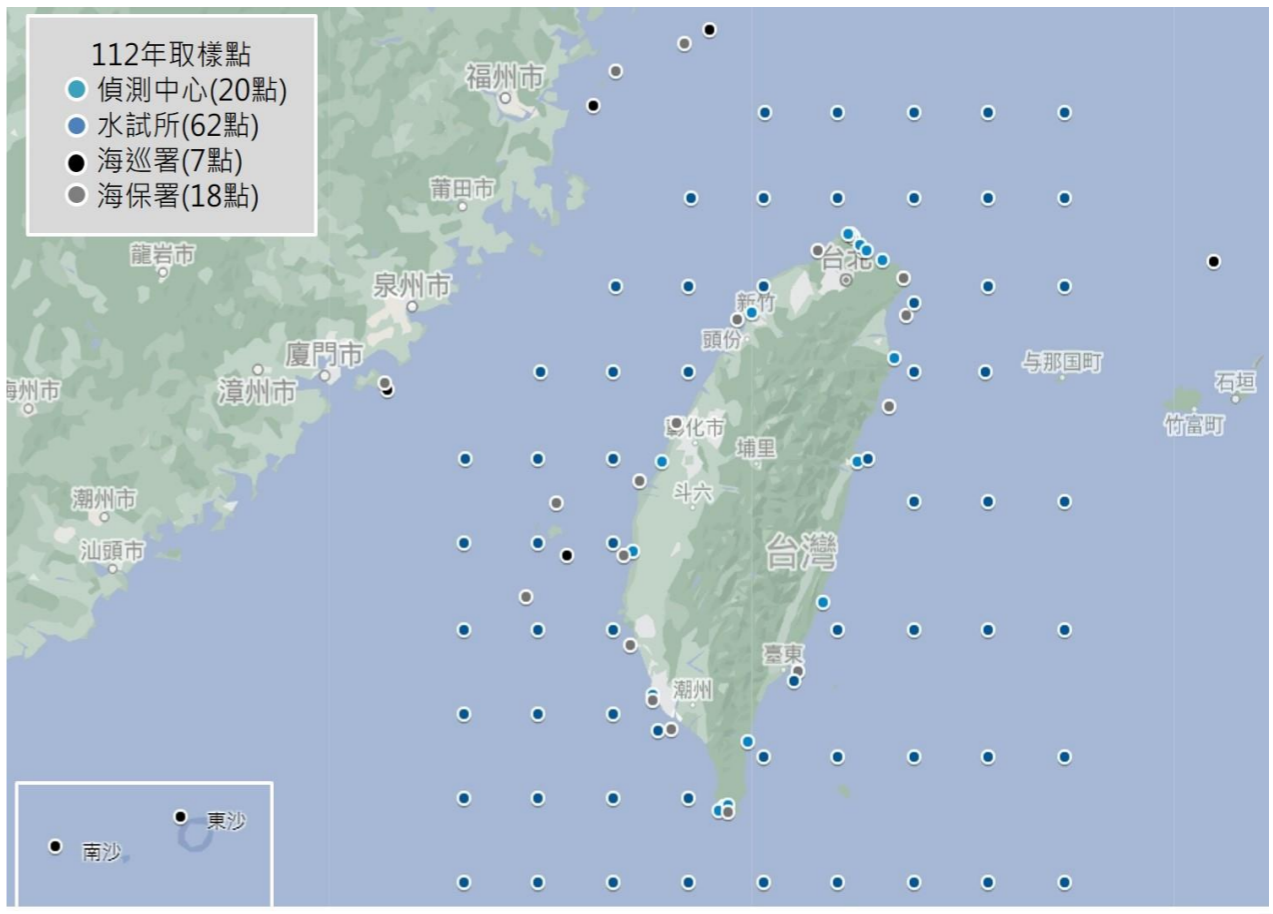 112年取樣點
偵測中心(20點)
水試所(62點)
海巡署(7點)
海保署(18點)
福州市
莆田市
龍岩市
泉州市
台北
新竹
頭份
廈門市
漳州市
与那国町
石垣
竹富町
彰化市
埔里
斗六
潮州市
汕頭市
台灣
臺東
潮州
東沙
南沙